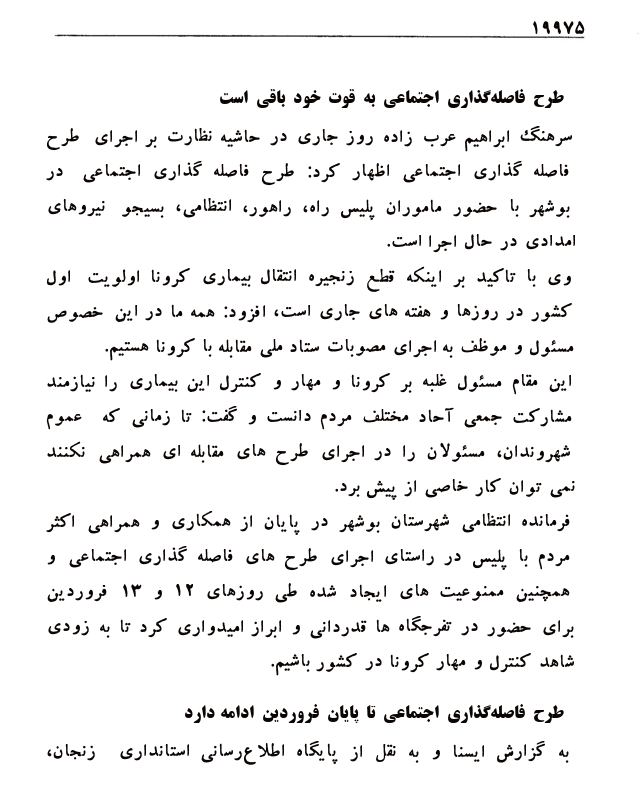 ۱۹۹۷۵
طرح فاصله‌گذاری اجتماعی به قوت خود باقی است
سرهنگ ابراهیم عرب زاده روز جاری در حاشیه نظارت بر اجرای طرح
فاصله گذاری اجتماعی اظهار کرد: طرح فاصله گذاری اجتماعی در
بوشهر با حضور ماموران پلیس راه، راهور، انتظامی، بسیجو نیروهای
امدادی در حال اجرا است.
وی با تاکید بر اینکه قطع زنجیره انتقال بیماری کرونا اولویت اول
کشور در روزها و هفته های جاری است، افزود: همه ما در این خصوص
مسئول و موظف به اجرای مصوبات ستاد ملی مقابله با کرونا هستیم.
این مقام مسئول غلبه بر کرونا و مهار و کنترل این بیماری را نیازمند
مشارکت جمعی آحاد مختلف مردم دانست و گفت: تا زمانی که عموم
شهروندان، مسئولان را در اجرای طرح های مقابله ای همراهی نکنند
نمی توان کار خاصی از پیش برد.
فرمانده انتظامی شهرستان بوشهر در پایان از همکاری و همراهی اکثر
مردم با پلیس در راستای اجرای طرح های فاصله گذاری اجتماعی و
همچنین ممنوعیت های ایجاد شده طی روزهای ۱۲ و ۱۳ فروردین
برای حضور در تفرجگاه ها قدردانی و ابراز امیدواری کرد تا به زودی
شاهد کنترل و مهار کرونا در کشور باشیم.
طرح فاصله‌گذاری اجتماعی تا پایان فروردین ادامه دارد
به گزارش ایسنا و به نقل از پایگاه اطلاع‌رسانی استانداری زنجان،